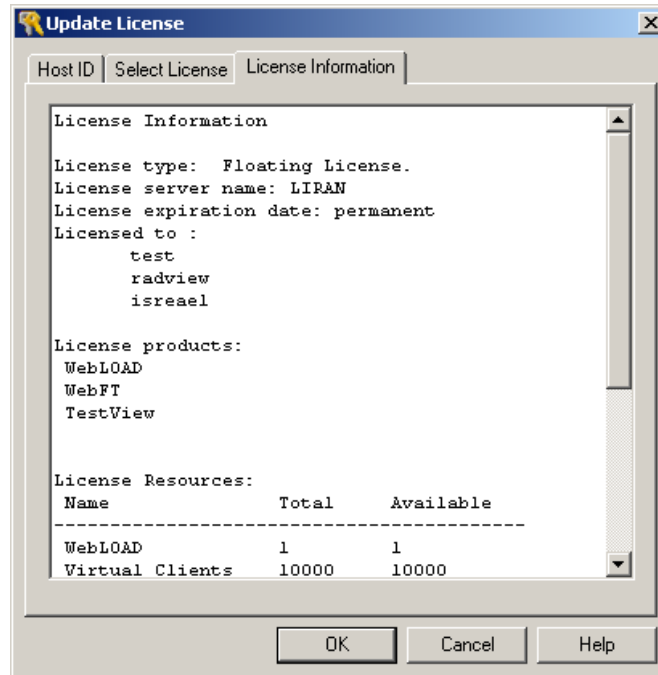 Update License
Host ID Select License License Information
License Information
License type: Floating License.
License server name: LIRAN
License expiration date: permanent
Licensed to :
test
radview
isreael
License products:
WebLOAD
WebFT
TestView
License Resources:
Name Total Available
------------------------------------------
WebLOAD 1 1
Virtual Clients 10000 10000
OK Cancel Help